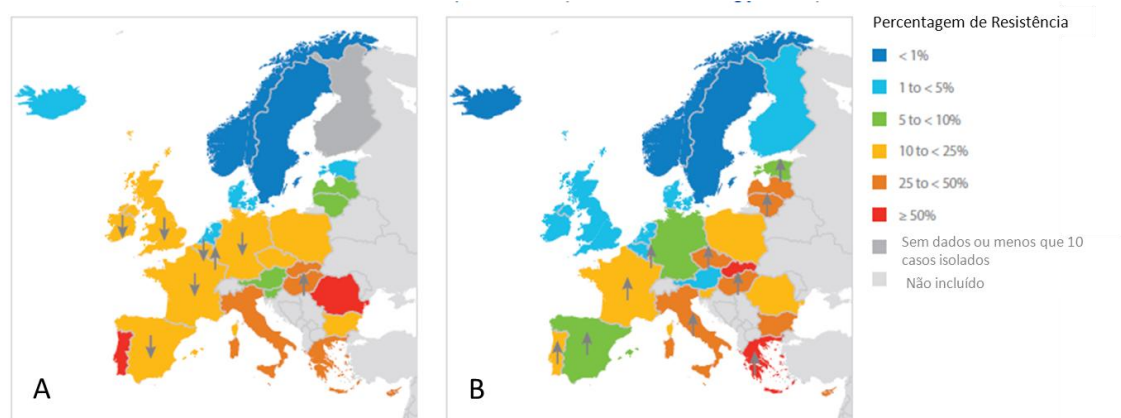 Percentagem de Resistência
< 1%
1 to < 5%
5 to < 10%
10 to < 25%
25 to < 50%
≥ 50%
Sem dados ou menos que 10
casos isolados
Não incluído
A
B